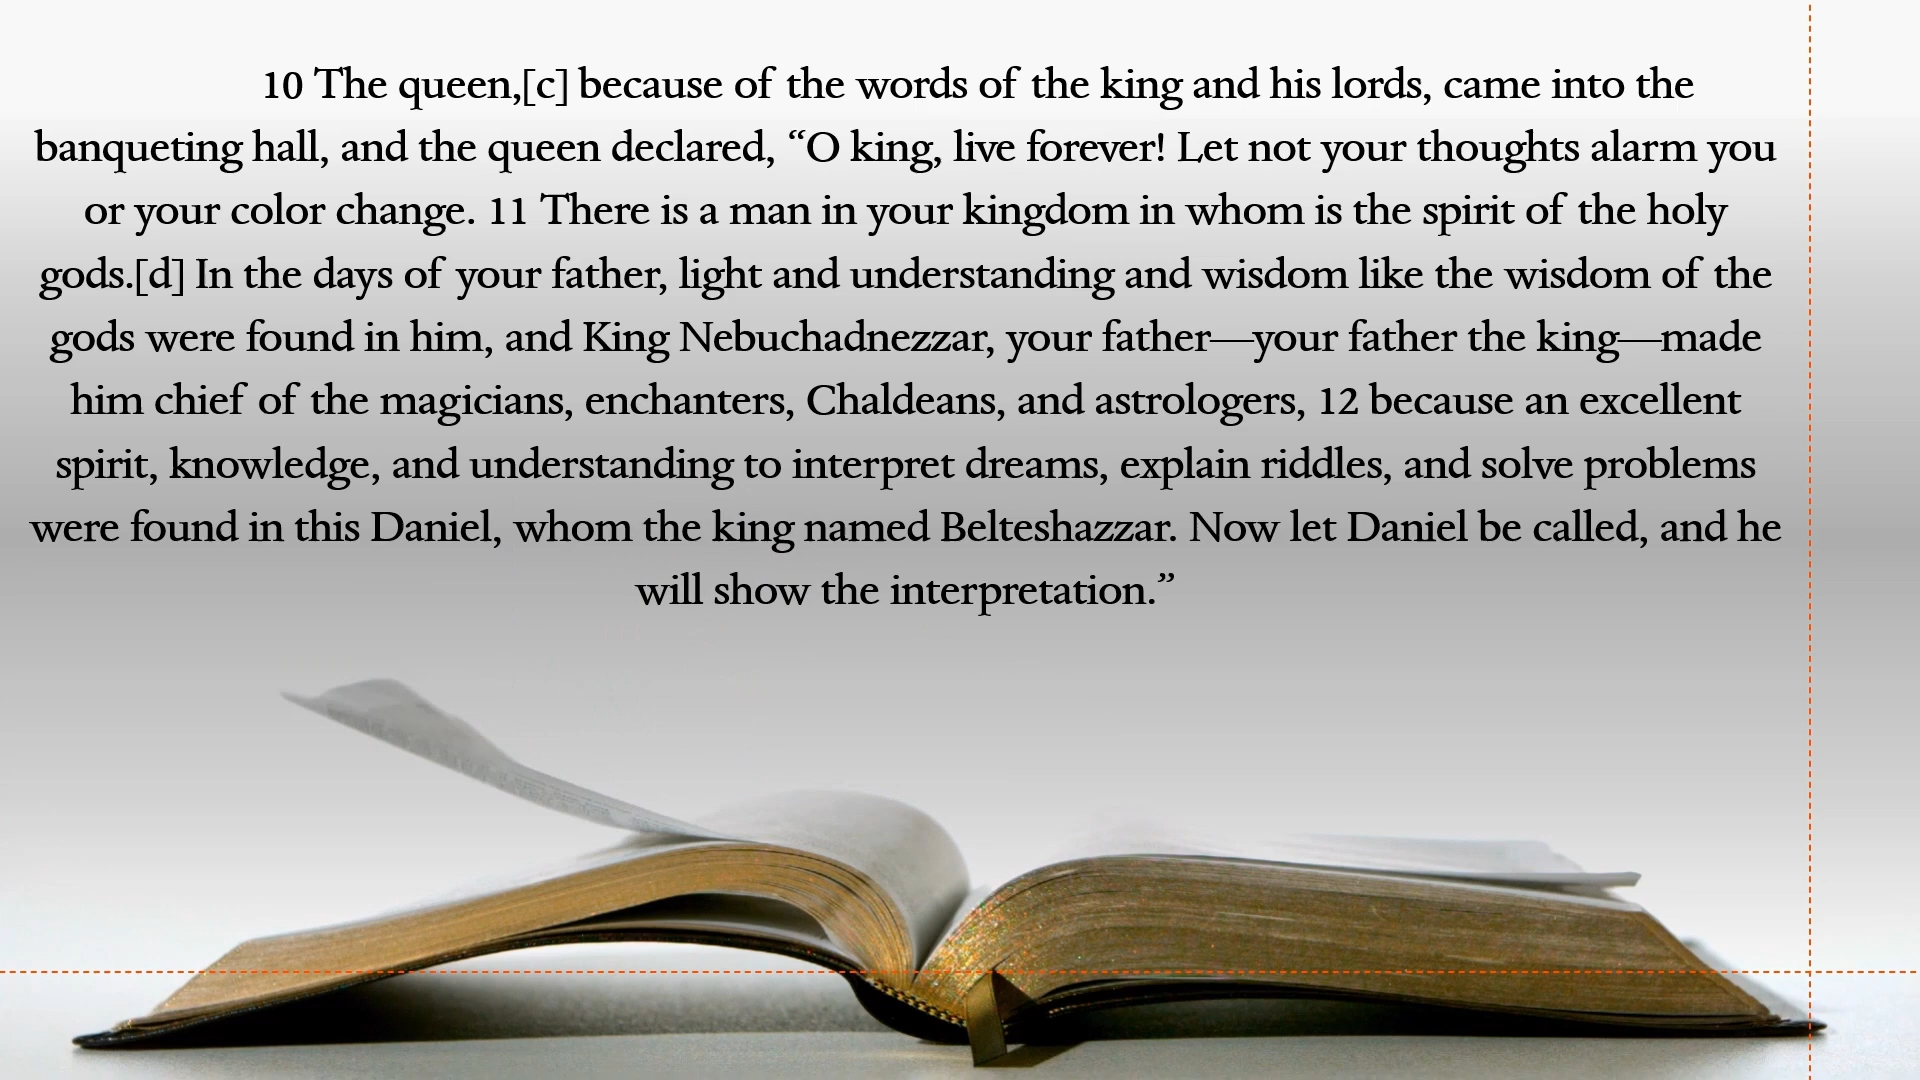 10 The queen,[c] because of the words of the king and his lords, came into the
banqueting hall, and the queen declared, “O king, live forever! Let not your thoughts alarm you
or your color change. 11 There is a man in your kingdom in whom is the spirit of the holy
gods.[d] In the days of your father, light and understanding and wisdom like the wisdom of the
gods were found in him, and King Nebuchadnezzar, your father—your father the king—made
him chief of the magicians, enchanters, Chaldeans, and astrologers, 12 because an excellent
spirit, knowledge, and understanding to interpret dreams, explain riddles, and solve problems
were found in this Daniel, whom the king named Belteshazzar. Now let Daniel be called, and he
will show the interpretation.”